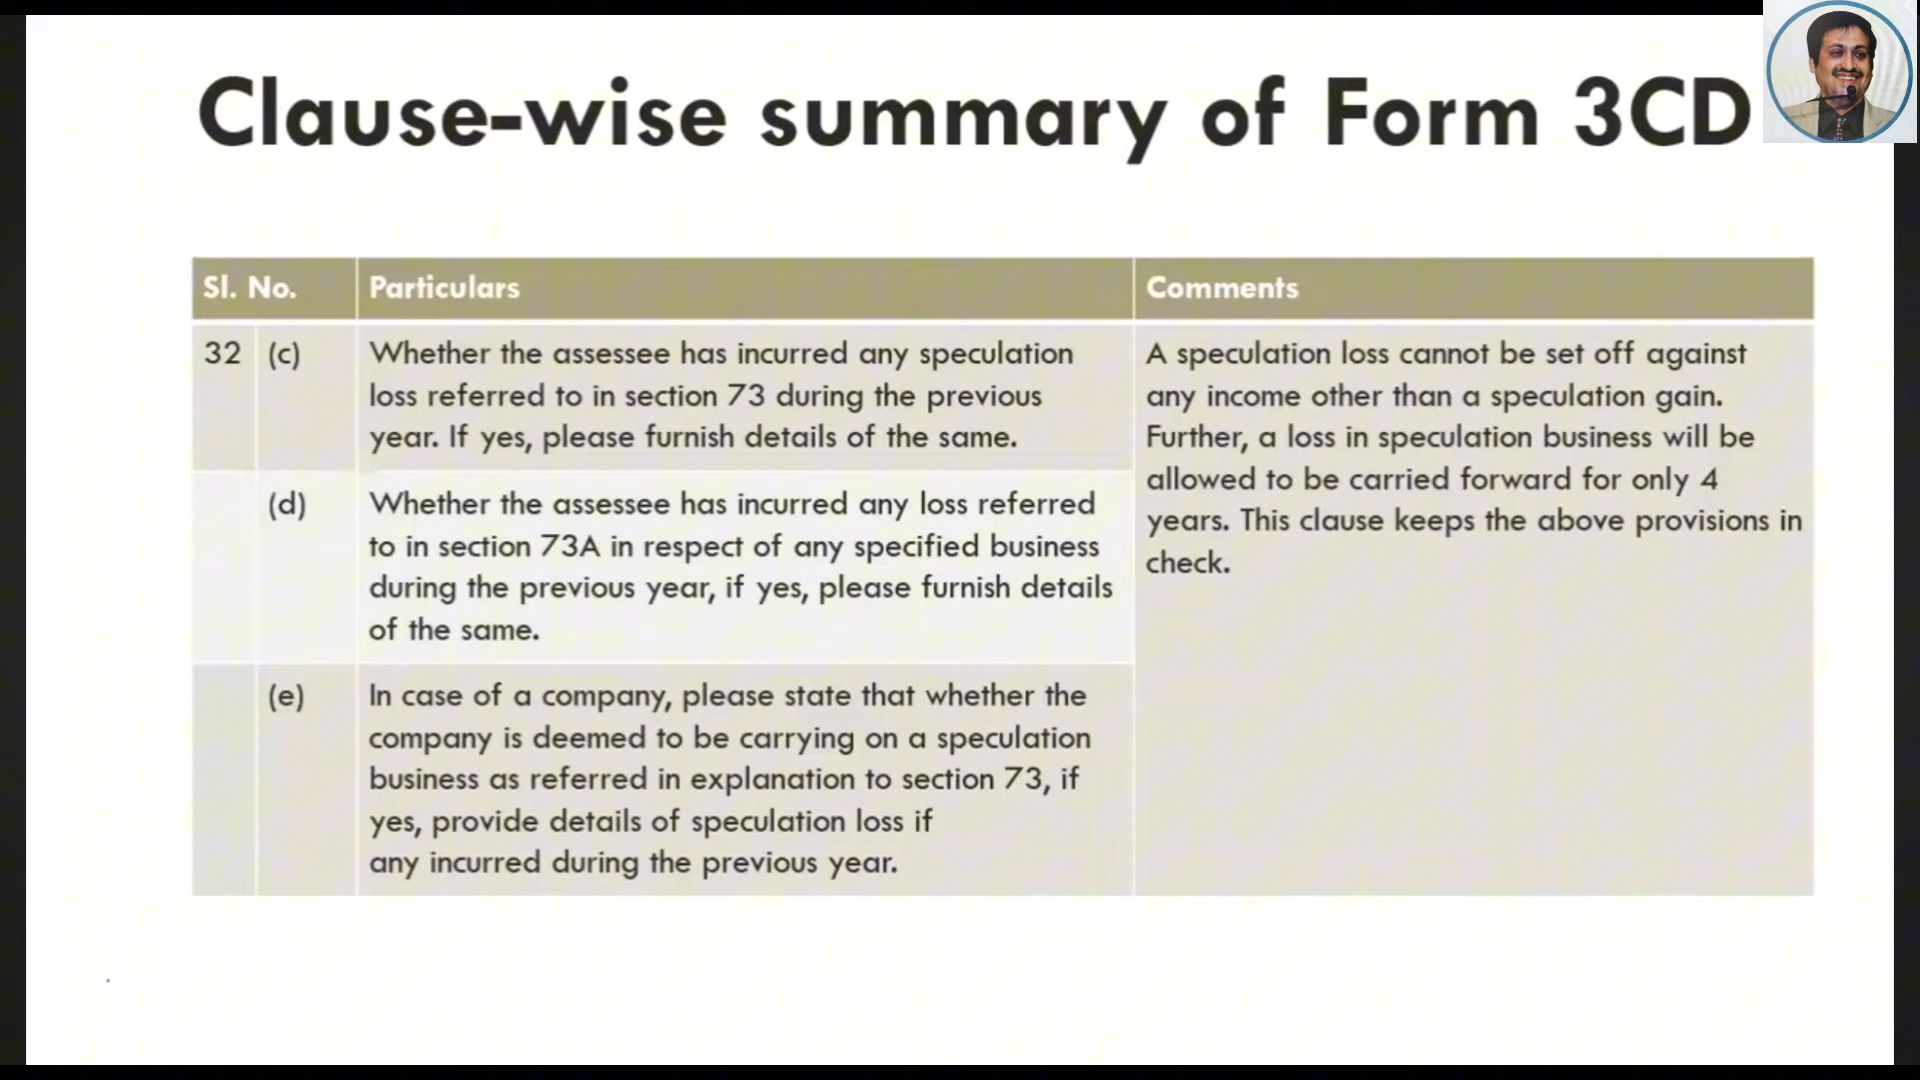 Clause-wise summary of Form 3CD
Sl. No. Particulars Comments
32 (c) Whether the assessee has incurred any speculation
loss referred to in section 73 during the previous
year. If yes, please furnish details of the same.
A speculation loss cannot be set off against
any income other than a speculation gain.
Further, a loss in speculation business will be
allowed to be carried forward for only 4
years. This clause keeps the above provisions in
check.
(d) Whether the assessee has incurred any loss referred
to in section 73A in respect of any specified business
during the previous year, if yes, please furnish details
of the same.
(e) In case of a company, please state that whether the
company is deemed to be carrying on a speculation
business as referred in explanation to section 73, if
yes, provide details of speculation loss if
any incurred during the previous year.